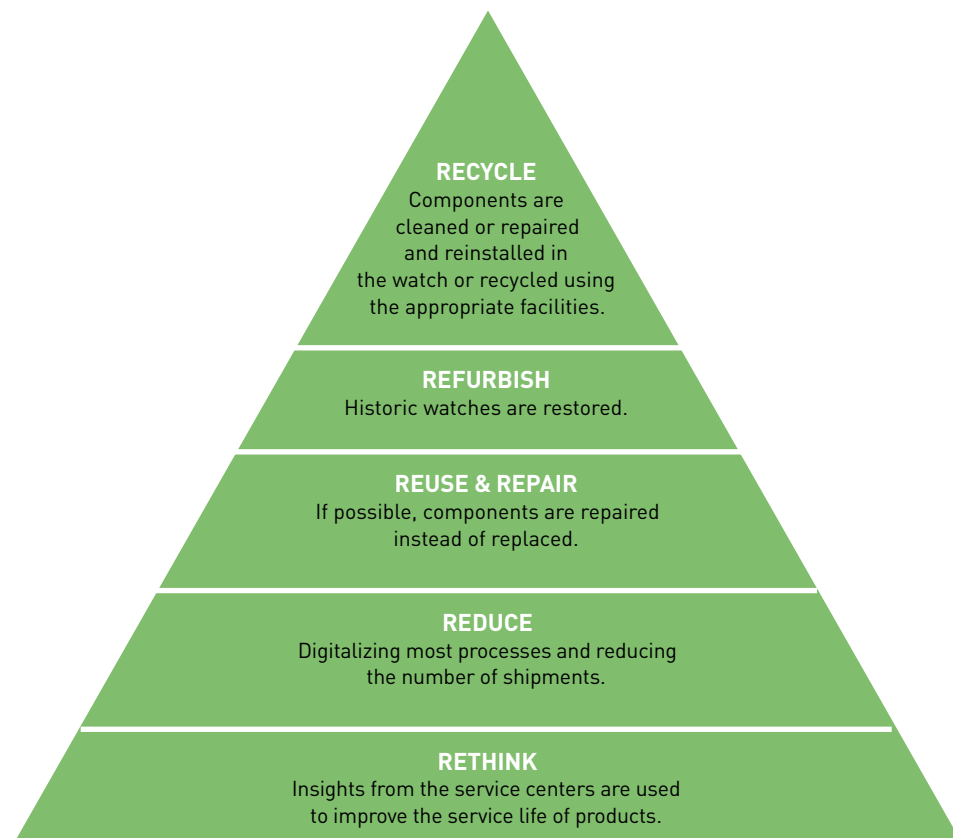 RECYCLE
Components are
cleaned or repaired
and reinstalled in
the watch or recycled using
the appropriate facilities.
REFURBISH
Historic watches are restored.
REUSE & REPAIR
If possible, components are repaired
instead of replaced.
REDUCE
Digitalizing most processes and reducing
the number of shipments.
RETHINK
Insights from the service centers are used
to improve the service life of products.